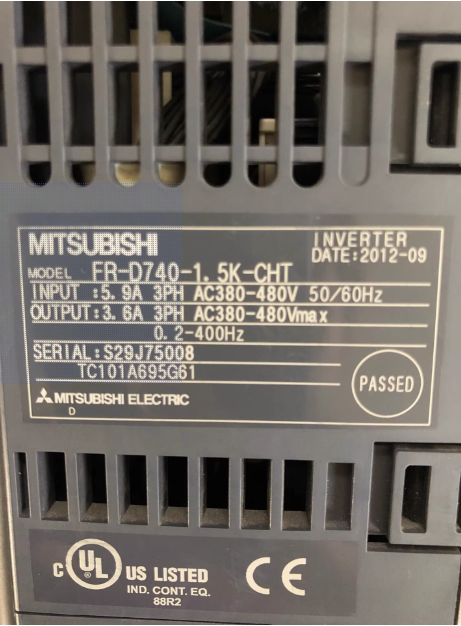 MITSUBISHI
INVERTER
DATE:2012-09
MODEL FR-D740-1.5K-CHT
INPUT :5.9A 3PH AC380-480V 50/60Hz
OUTPUT:3.6A 3PH AC380-480Vmax
0.2-400Hz
SERIAL:S29J75008
TC101A695G61
PASSED
MITSUBISHI ELECTRIC
D
C UL ® US LISTED
IND. CONT. EQ.
88R2
CE